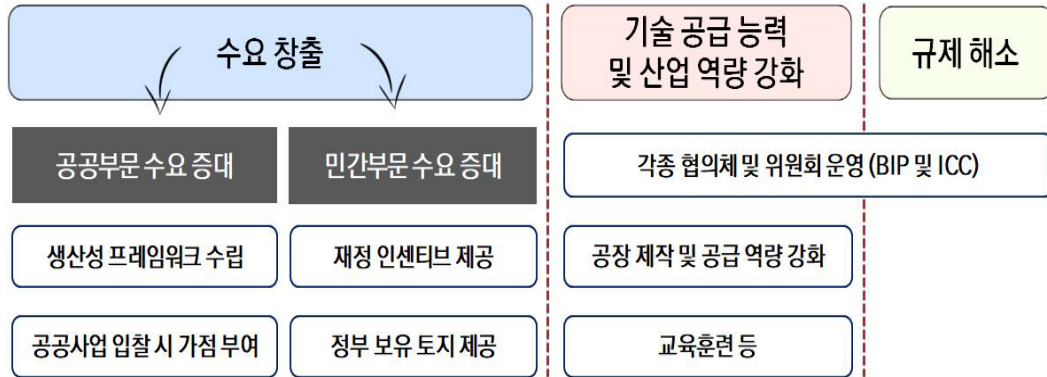 수요 창출
기술 공급 능력
및 산업 역량 강화
규제 해소
공공부문 수요 증대
민간부문 수요 증대
각종 협의체 및 위원회 운영 (BIP 및 ICC)
생산성 프레임워크 수립
재정 인센티브 제공
공장 제작 및 공급 역량 강화
공공사업 입찰 시 가점 부여
정부 보유 토지 제공
교육훈련 등